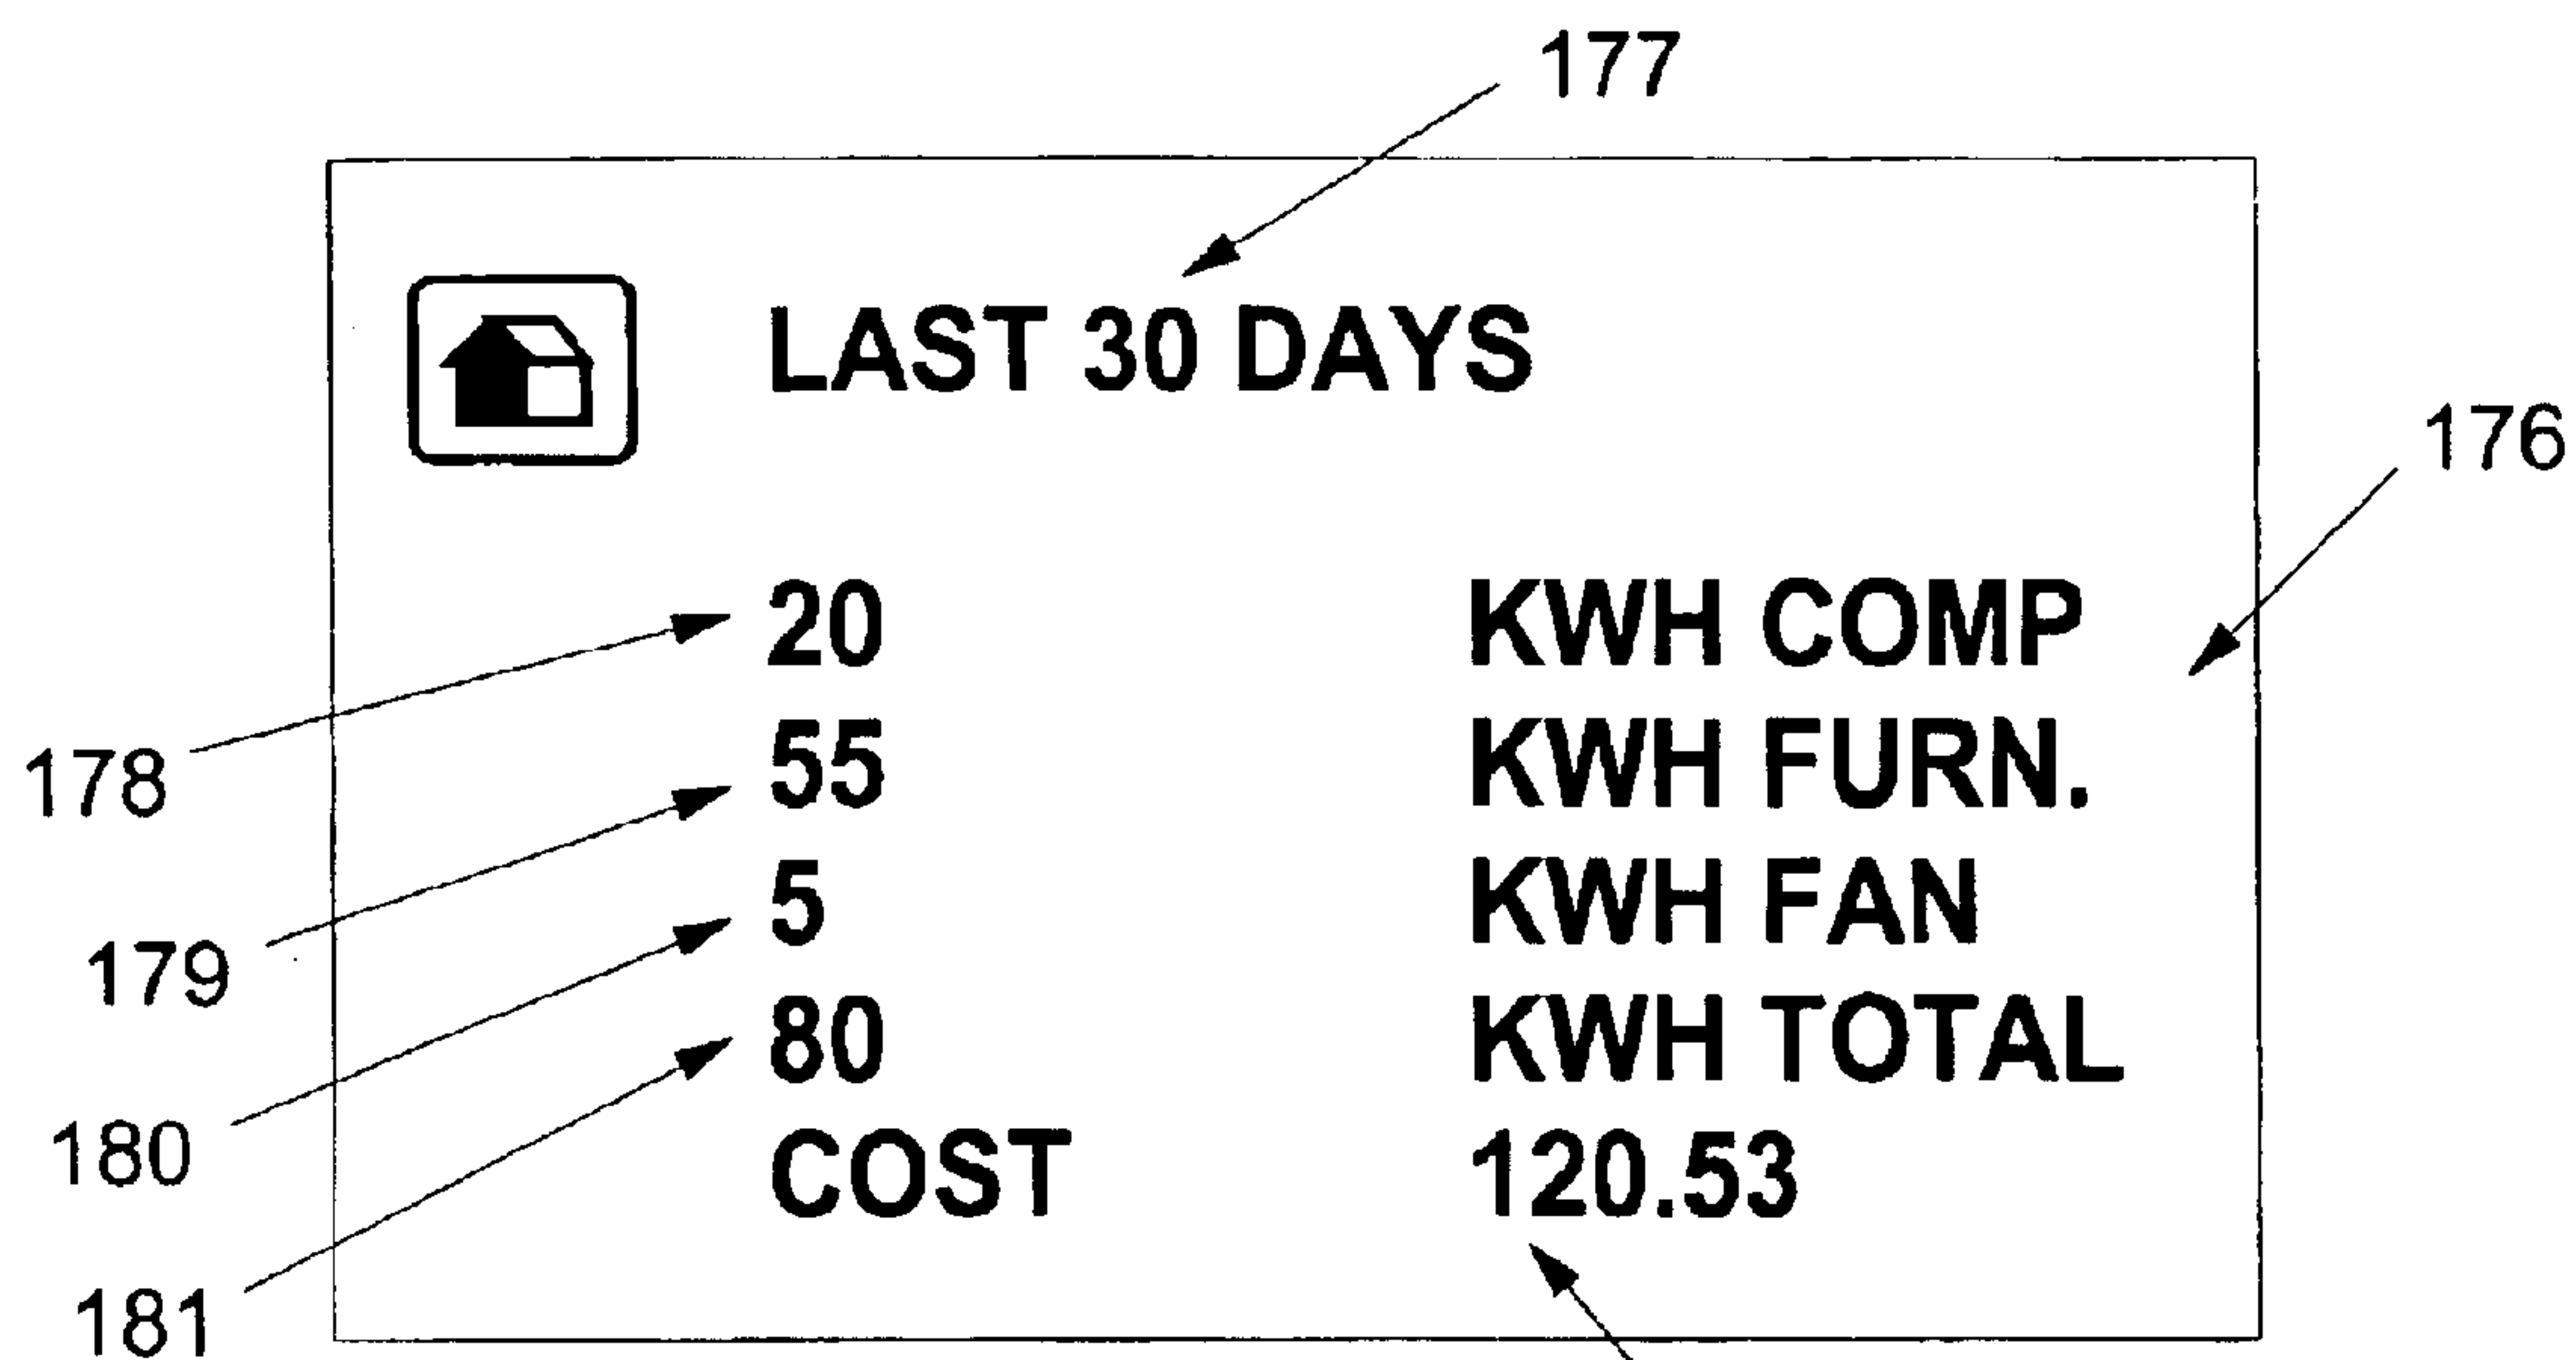 177
LAST 30 DAYS
176
20 KWH COMP
178
55 KWH FURN.
179
5 KWH FAN
180
80 KWH TOTAL
181
COST 120.53